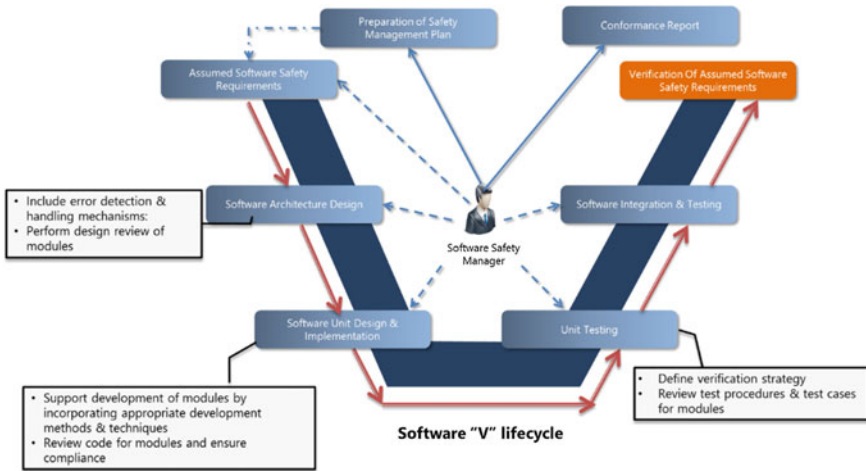 Preparation of Safety
Management Plan
Conformance Report
Assumed Software Safety
Requirements
Verification Of Assumed Software
Safety Requirements
• Include error detection &
handling mechanisms:
• Perform design review of
modules
Software Architecture Design
Software Integration & Testing
Software Safety
Manager
Software Unit Design &
Implementation
Unit Testing
• Support development of modules by
incorporating appropriate development
methods & techniques
• Review code for modules and ensure
compliance
• Define verification strategy
• Review test procedures & test cases
for modules
Software "V" lifecycle